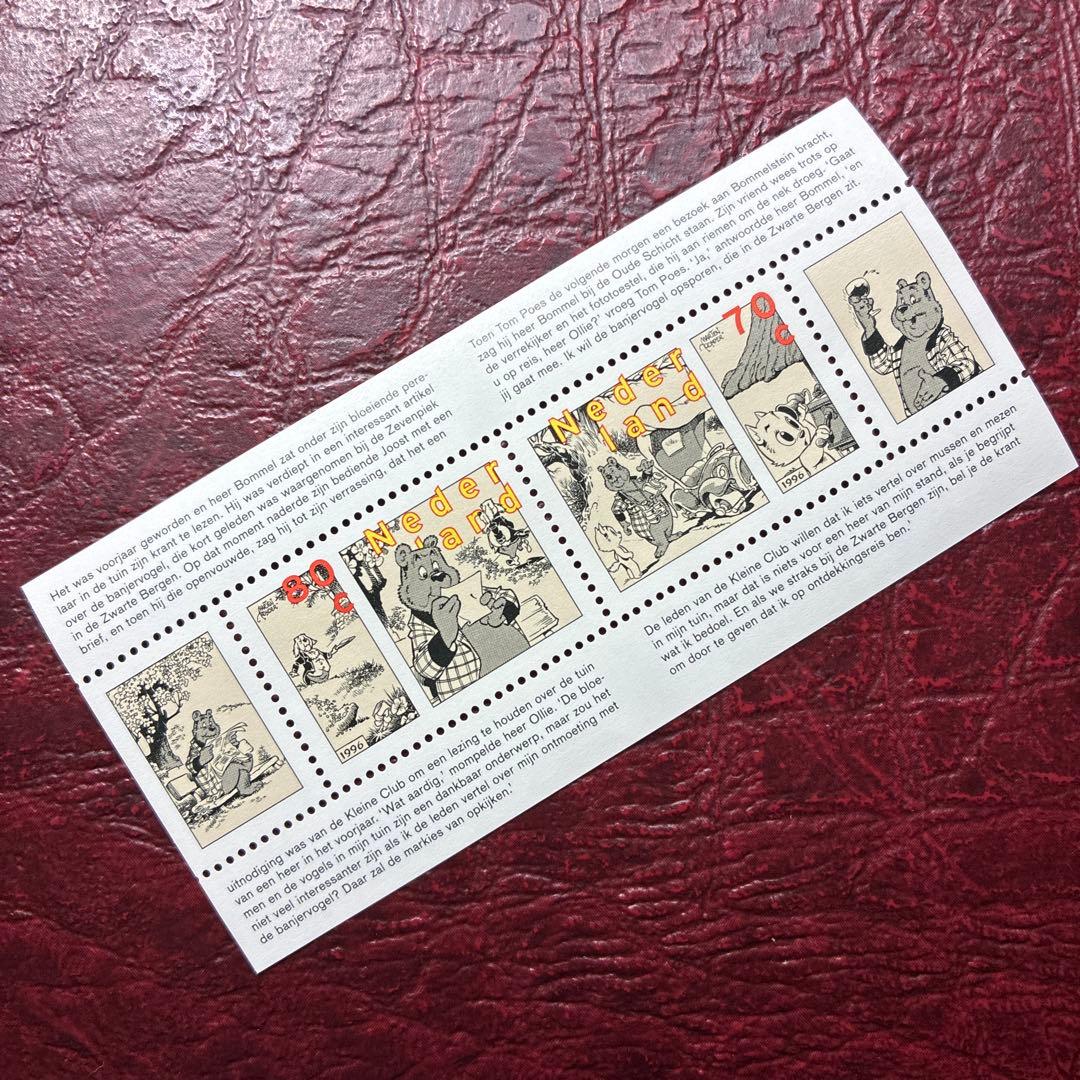 Het was voorjaar geworden en heer Bommel zat onder zijn bloeiende pere-
laar in de tuin zijn krant te lezen. Hij was verdiept in een interessant artikel
over de banjervogel, die kort geleden was waargenomen bij de Zevenpiek
in de Zwarte Bergen. Op dat moment naderde zijn bediende Joost met een
brief, en toen hij die openvouwde, zag hij tot zijn verrassing, dat het een
Toen Tom Poes de volgende morgen een bezoek aan Bommelstein bracht,
zag hij heer Bommel bij de Oude Schicht staan. Zijn vriend wees trots op
de verrekijker en het fototoestel, die hij aan riemen om de nek droeg. ‘Gaat
u op reis, heer Ollie?’ vroeg Tom Poes. ‘Ja,’ antwoordde heer Bommel, ‘en
jij gaat mee. Ik wil de banjervogel opsporen, die in de Zwarte Bergen zit.
80
c
Neder
land
1996
Neder
land
70
c
MARTEN
TOONDER
1996
uitnodiging was van de Kleine Club om een lezing te houden over de tuin
van een heer in het voorjaar. ‘Wat aardig,’ mompelde heer Ollie. ‘De bloe-
men en de vogels in mijn tuin zijn een dankbaar onderwerp, maar zou het
niet veel interessanter zijn als ik de leden vertel over mijn ontmoeting met
de banjervogel? Daar zal de markies van opkijken.’
De leden van de Kleine Club willen dat ik iets vertel over mussen en mezen
in mijn tuin, maar dat is niets voor een heer van mijn stand, als je begrijpt
wat ik bedoel. En als we straks bij de Zwarte Bergen zijn, bel je de krant
om door te geven dat ik op ontdekkingsreis ben.’